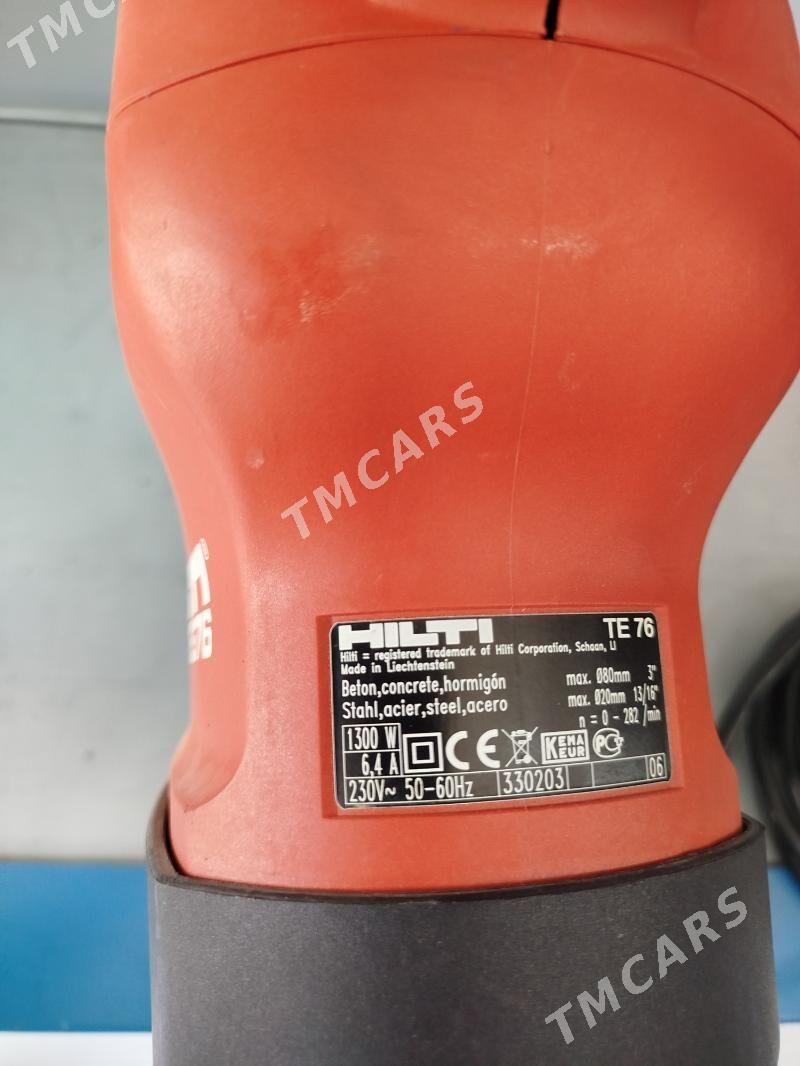 TMCARS
TMCARS
TE76
HILTI TE 76
Hilti = registered trademark of Hilti Corporation, Schaan, LI
Made in Liechtenstein
Beton,concrete,hormigón max. Ø80mm 3"
Stahl,acier,steel,acero max. Ø20mm 13/16"
n = 0 - 282 /min
1300 W
6,4 A CE KEMA KEUR
230V~ 50-60Hz 330203 06
TMCARS